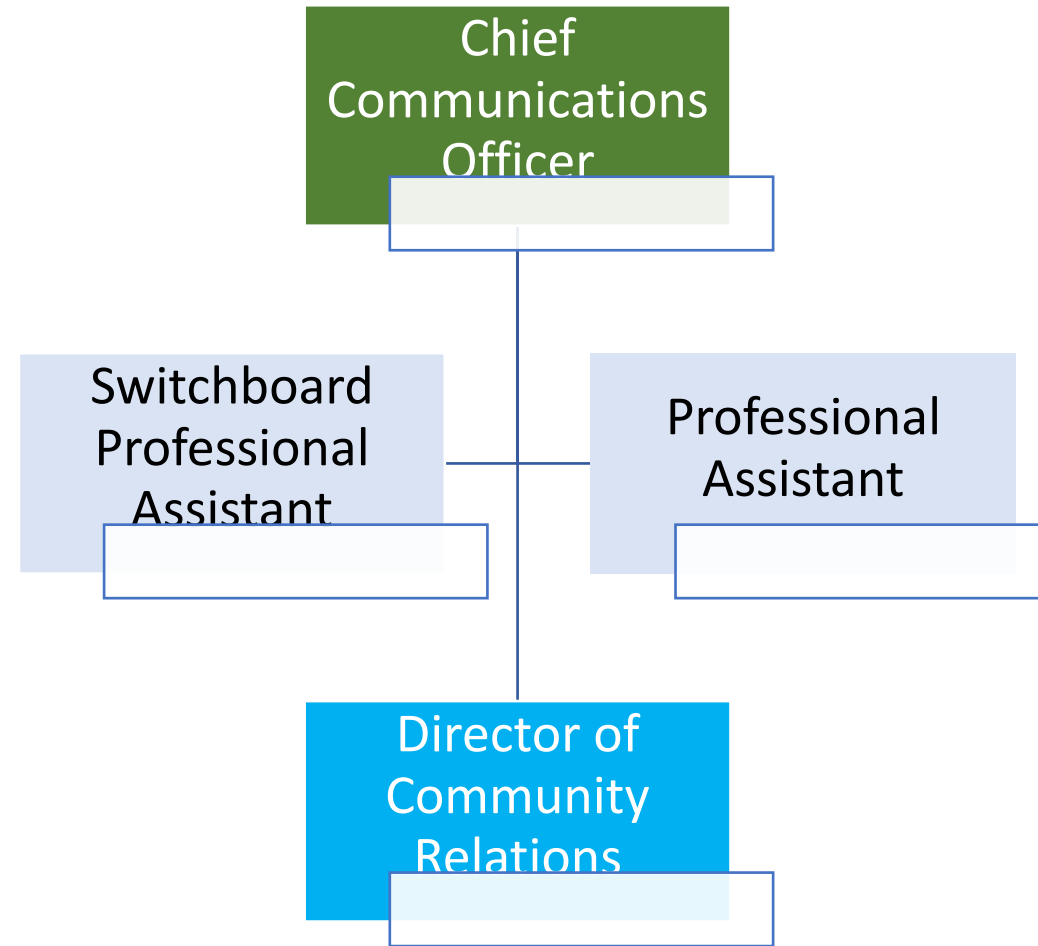 Chief
Communications
Officer
Switchboard
Professional
Assistant
Professional
Assistant
Director of
Community
Relations